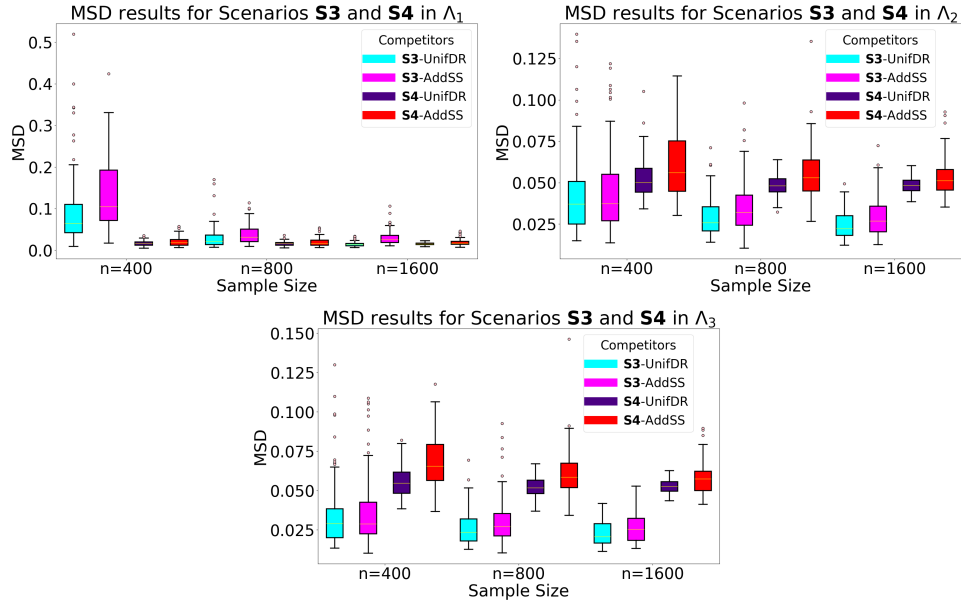 MSD results for Scenarios S3 and S4 in Λ₁
MSD
0.5
0.4
0.3
0.2
0.1
0.0
Competitors
S3-UnifDR
S3-AddSS
S4-UnifDR
S4-AddSS
n=400 n=800 n=1600
Sample Size
MSD results for Scenarios S3 and S4 in Λ₂
MSD
0.125
0.100
0.075
0.050
0.025
Competitors
S3-UnifDR
S3-AddSS
S4-UnifDR
S4-AddSS
n=400 n=800 n=1600
Sample Size
MSD results for Scenarios S3 and S4 in Λ₃
MSD
0.150
0.125
0.100
0.075
0.050
0.025
Competitors
S3-UnifDR
S3-AddSS
S4-UnifDR
S4-AddSS
n=400 n=800 n=1600
Sample Size